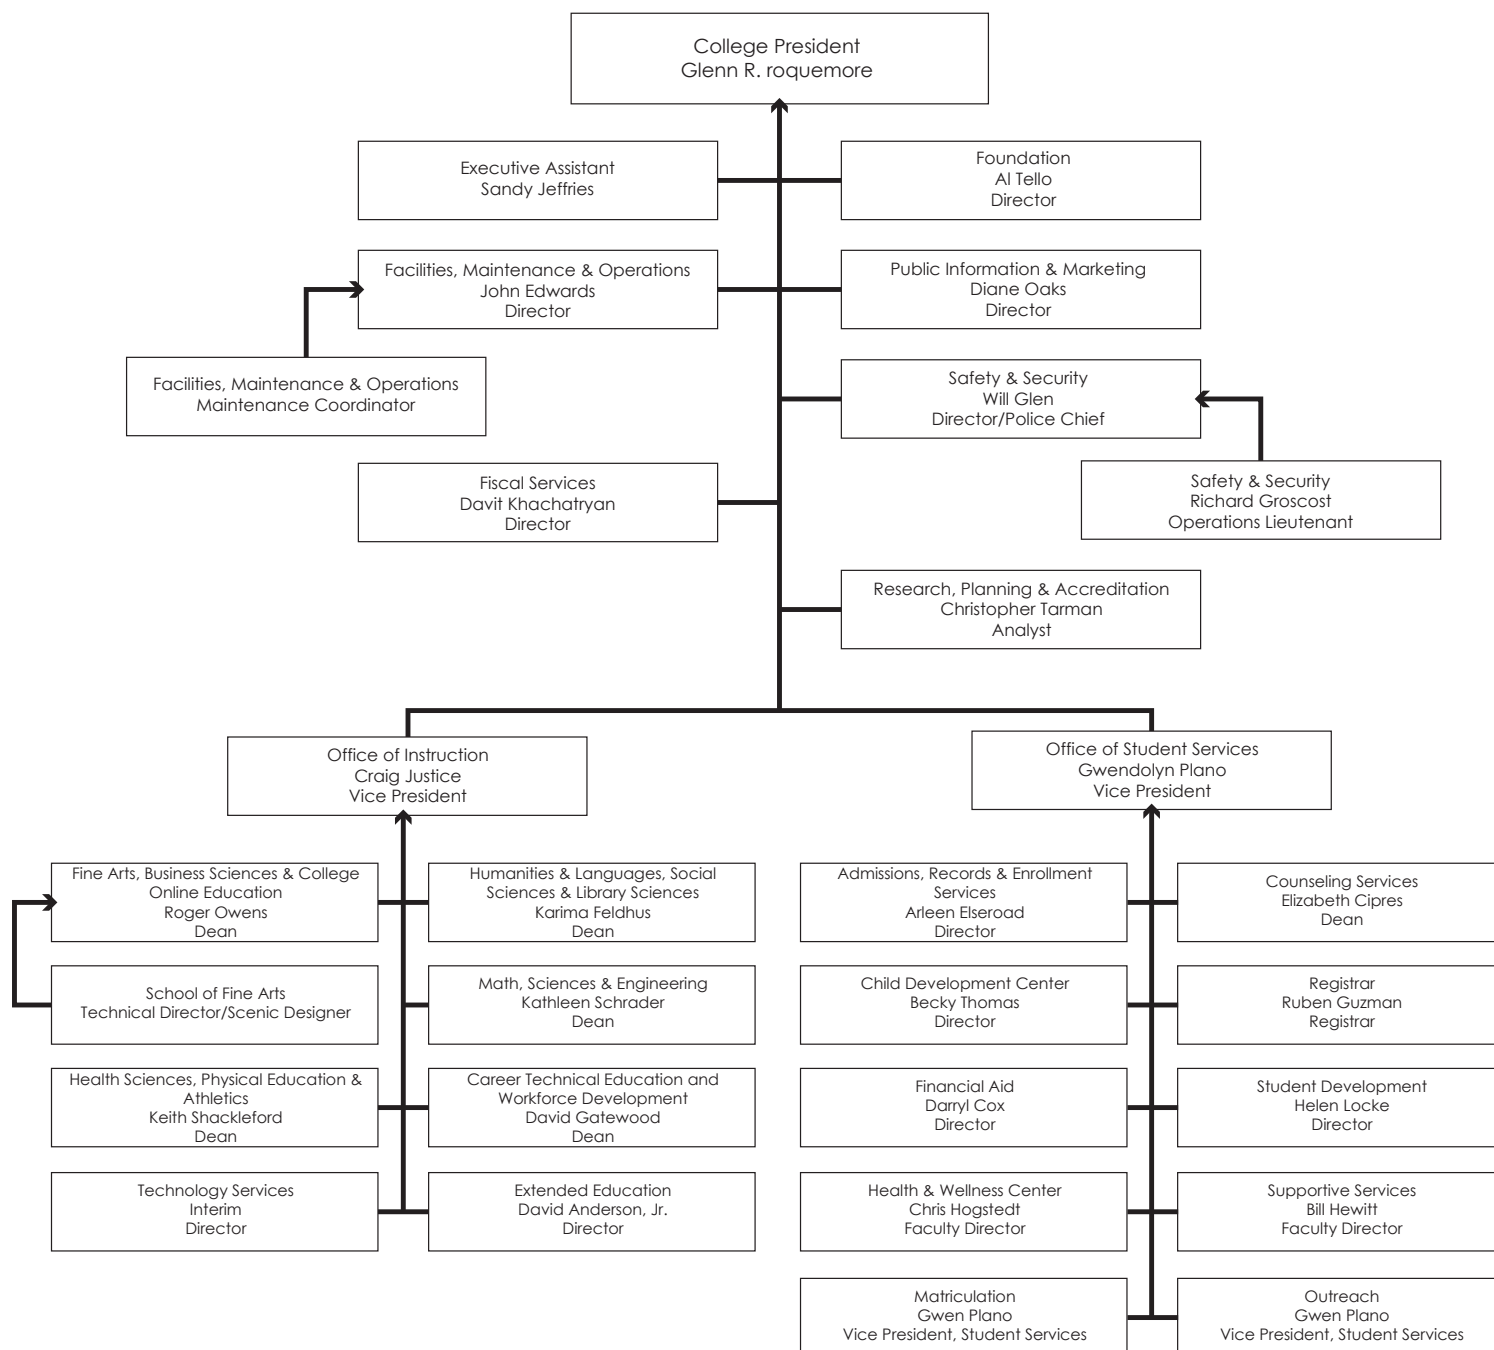 College President
Glenn R. roquemore
Executive Assistant
Sandy Jeffries
Foundation
Al Tello
Director
Facilities, Maintenance & Operations
John Edwards
Director
Public Information & Marketing
Diane Oaks
Director
Facilities, Maintenance & Operations
Maintenance Coordinator
Safety & Security
Will Glen
Director/Police Chief
Fiscal Services
Davit Khachatryan
Director
Safety & Security
Richard Groscost
Operations Lieutenant
Research, Planning & Accreditation
Christopher Tarman
Analyst
Office of Instruction
Craig Justice
Vice President
Office of Student Services
Gwendolyn Plano
Vice President
Fine Arts, Business Sciences & College
Online Education
Roger Owens
Dean
Humanities & Languages, Social
Sciences & Library Sciences
Karima Feldhus
Dean
Admissions, Records & Enrollment
Services
Arleen Elseroad
Director
Counseling Services
Elizabeth Cipres
Dean
School of Fine Arts
Technical Director/Scenic Designer
Math, Sciences & Engineering
Kathleen Schrader
Dean
Child Development Center
Becky Thomas
Director
Registrar
Ruben Guzman
Registrar
Health Sciences, Physical Education &
Athletics
Keith Shackleford
Dean
Career Technical Education and
Workforce Development
David Gatewood
Dean
Financial Aid
Darryl Cox
Director
Student Development
Helen Locke
Director
Technology Services
Interim
Director
Extended Education
David Anderson, Jr.
Director
Health & Wellness Center
Chris Hogstedt
Faculty Director
Supportive Services
Bill Hewitt
Faculty Director
Matriculation
Gwen Plano
Vice President, Student Services
Outreach
Gwen Plano
Vice President, Student Services